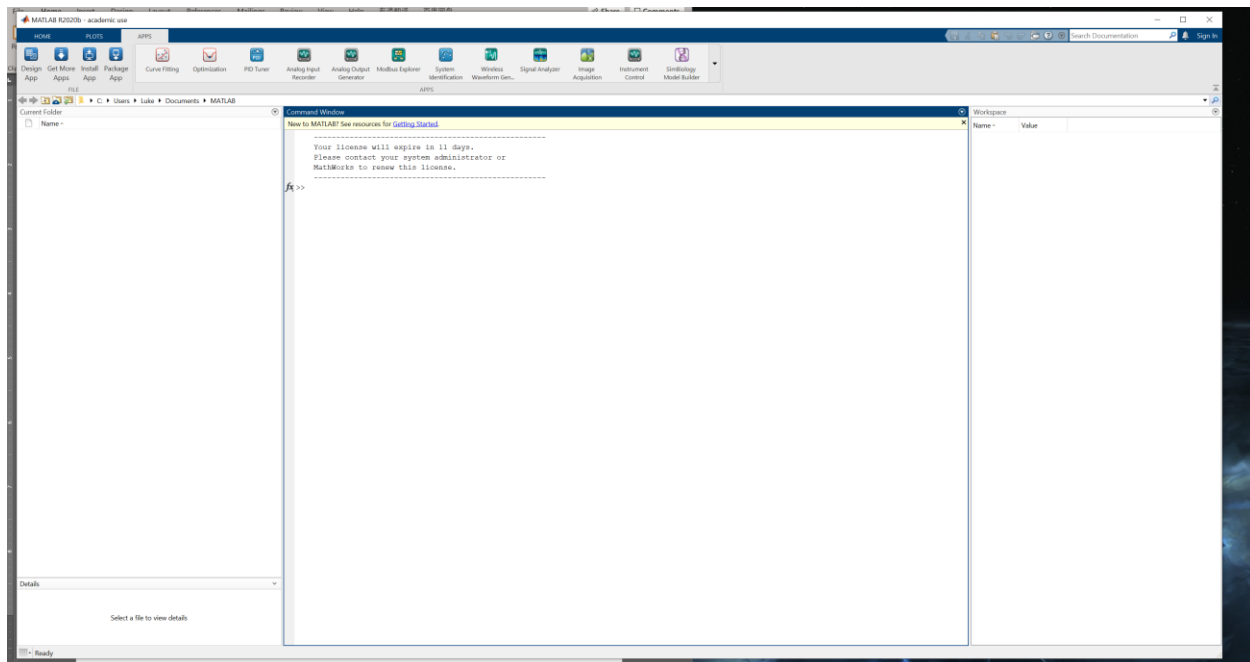 MATLAB R2020b - academic use
HOME PLOTS APPS
Search Documentation Sign In
Design App
Get More Apps
Install App
Package App
Curve Fitting
Optimization
PID Tuner
Analog Input Recorder
Analog Output Generator
Modbus Explorer
System Identification
Wireless Waveform Gen...
Signal Analyzer
Image Acquisition
Instrument Control
SimBiology Model Builder
FILE APPS
C: Users Luke Documents MATLAB
Current Folder
Name
Command Window
New to MATLAB? See resources for Getting Started.
Your license will expire in 11 days.
Please contact your system administrator or
MathWorks to renew this license.
fx >>
Workspace
Name Value
Details
Select a file to view details
Ready